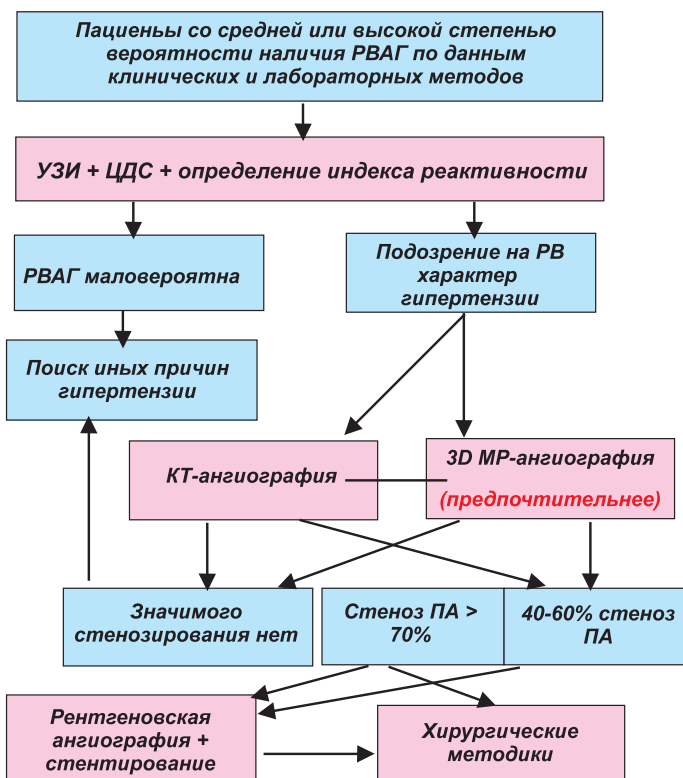 Пациеньы со средней или высокой степенью
вероятности наличия РВАГ по данным
клинических и лабораторных методов
УЗИ + ЦДС + определение индекса реактивности
РВАГ маловероятна
Подозрение на РВ
характер
гипертензии
Поиск иных причин
гипертензии
КТ-ангиография
3D МР-ангиография
(предпочтительнее)
Значимого
стенозирования нет
Стеноз ПА >
70%
40-60% стеноз
ПА
Рентгеновская
ангиография +
стентирование
Хирургические
методики